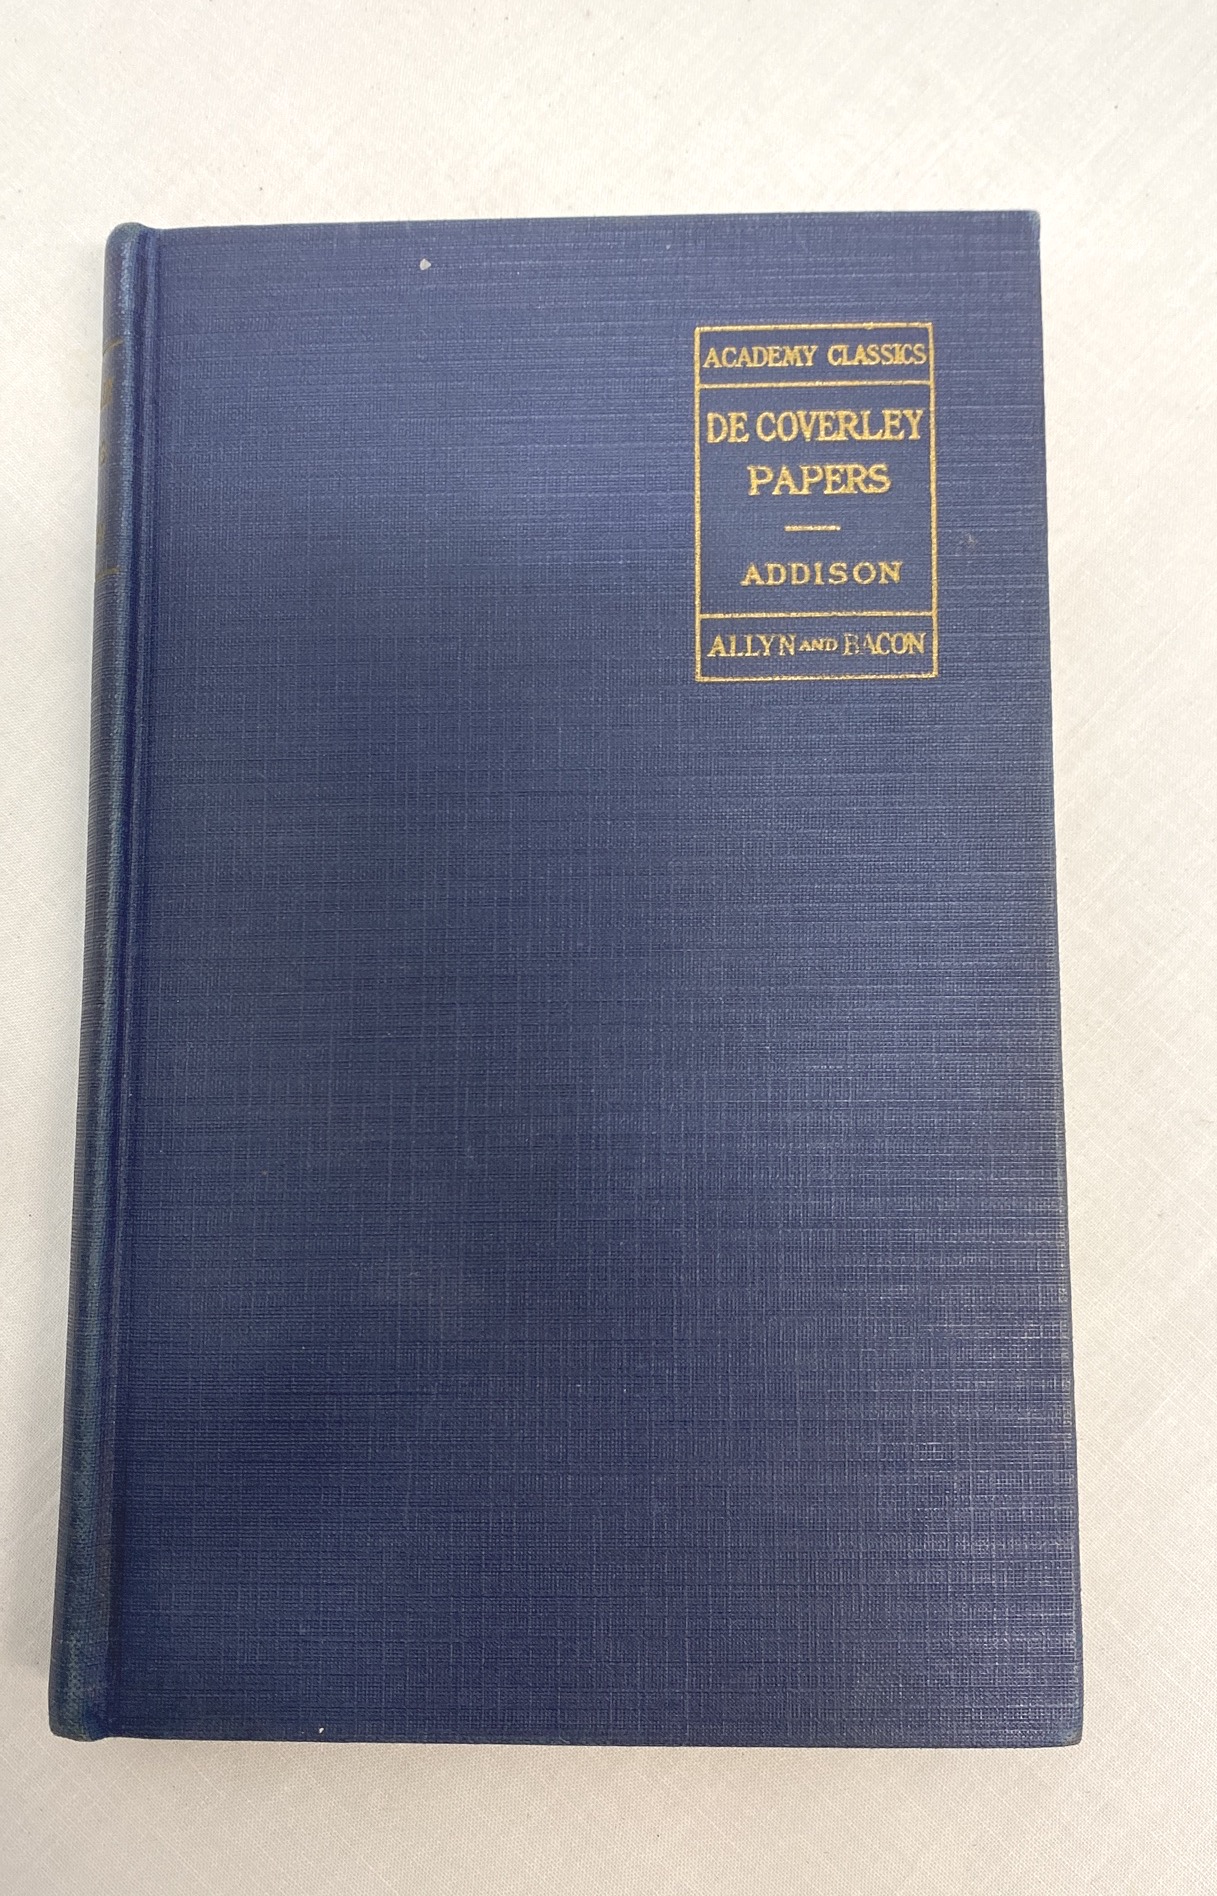 ACADEMY CLASSICS
DE COVERLEY
PAPERS
ADDISON
ALLYN AND BACON